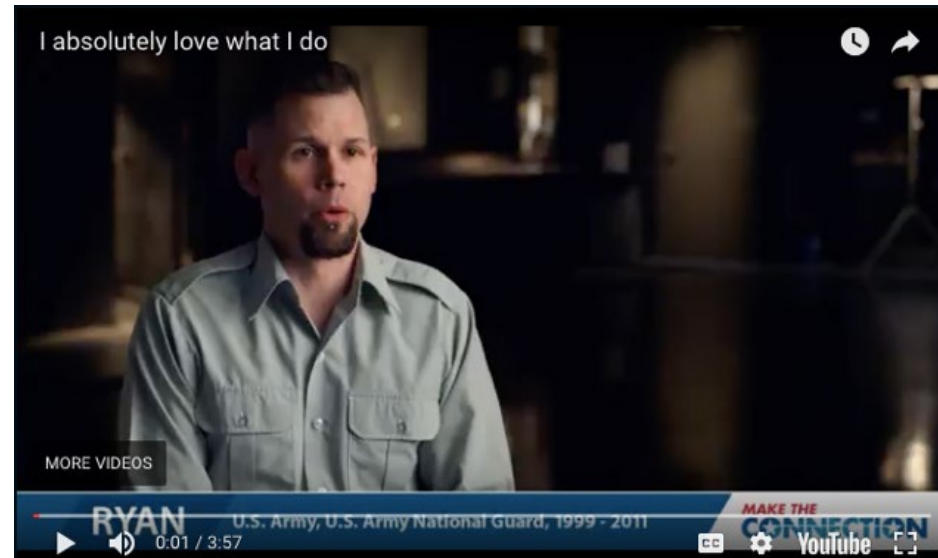 I absolutely love what I do
MORE VIDEOS
RYAN U.S. Army, U.S. Army National Guard, 1999 - 2011
MAKE THE
CONNECTION
0:01 / 3:57
CC
YouTube